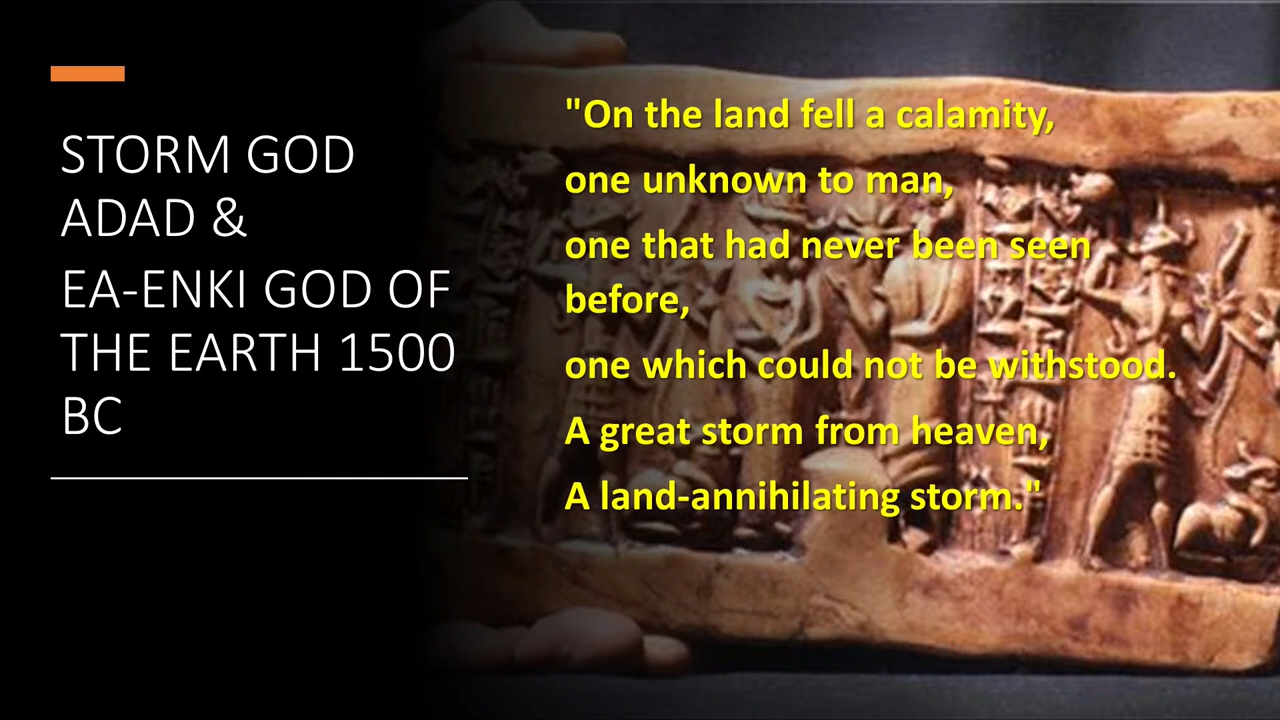 STORM GOD
ADAD &
EA-ENKI GOD OF
THE EARTH 1500
BC
"On the land fell a calamity,
one unknown to man,
one that had never been seen
before,
one which could not be withstood.
A great storm from heaven,
A land-annihilating storm."